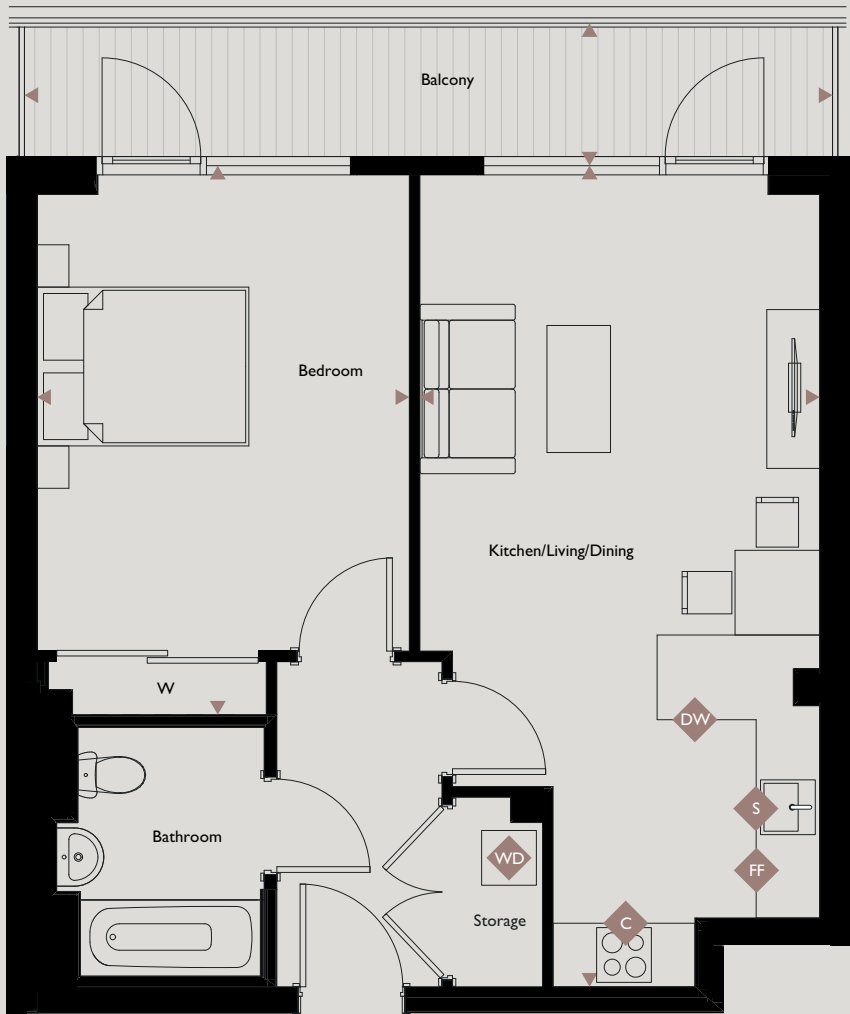 Balcony
Bedroom
Kitchen/Living/Dining
W
DW
S
Bathroom
WD
FF
Storage
C